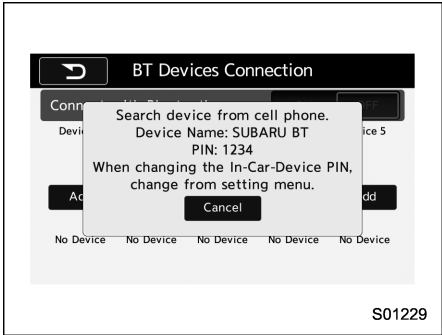 BT Devices Connection
Search device from cell phone.
Device Name: SUBARU BT
PIN: 1234
When changing the In-Car-Device PIN,
change from setting menu.
Cancel
No Device No Device No Device No Device No Device
S01229